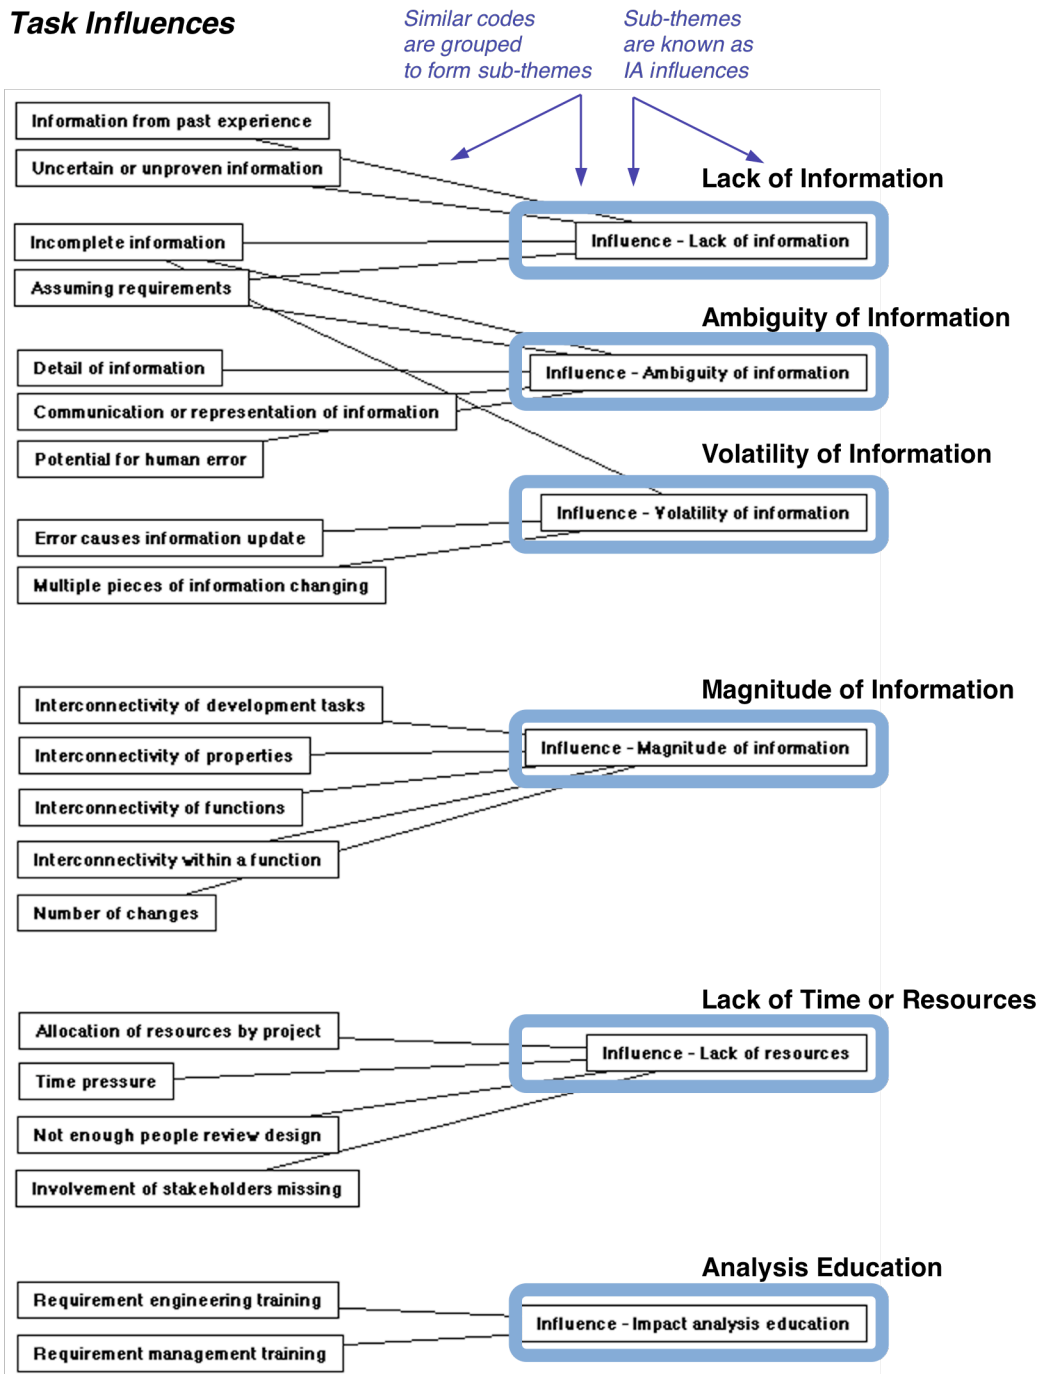 Task Influences
Similar codes
are grouped
to form sub-themes
Sub-themes
are known as
IA influences
Information from past experience
Uncertain or unproven information
Lack of Information
Incomplete information
Influence - Lack of information
Assuming requirements
Ambiguity of Information
Detail of information
Influence - Ambiguity of information
Communication or representation of information
Potential for human error
Volatility of Information
Influence - Volatility of information
Error causes information update
Multiple pieces of information changing
Magnitude of Information
Interconnectivity of development tasks
Influence - Magnitude of information
Interconnectivity of properties
Interconnectivity of functions
Interconnectivity within a function
Number of changes
Lack of Time or Resources
Allocation of resources by project
Influence - Lack of resources
Time pressure
Not enough people review design
Involvement of stakeholders missing
Analysis Education
Requirement engineering training
Influence - Impact analysis education
Requirement management training